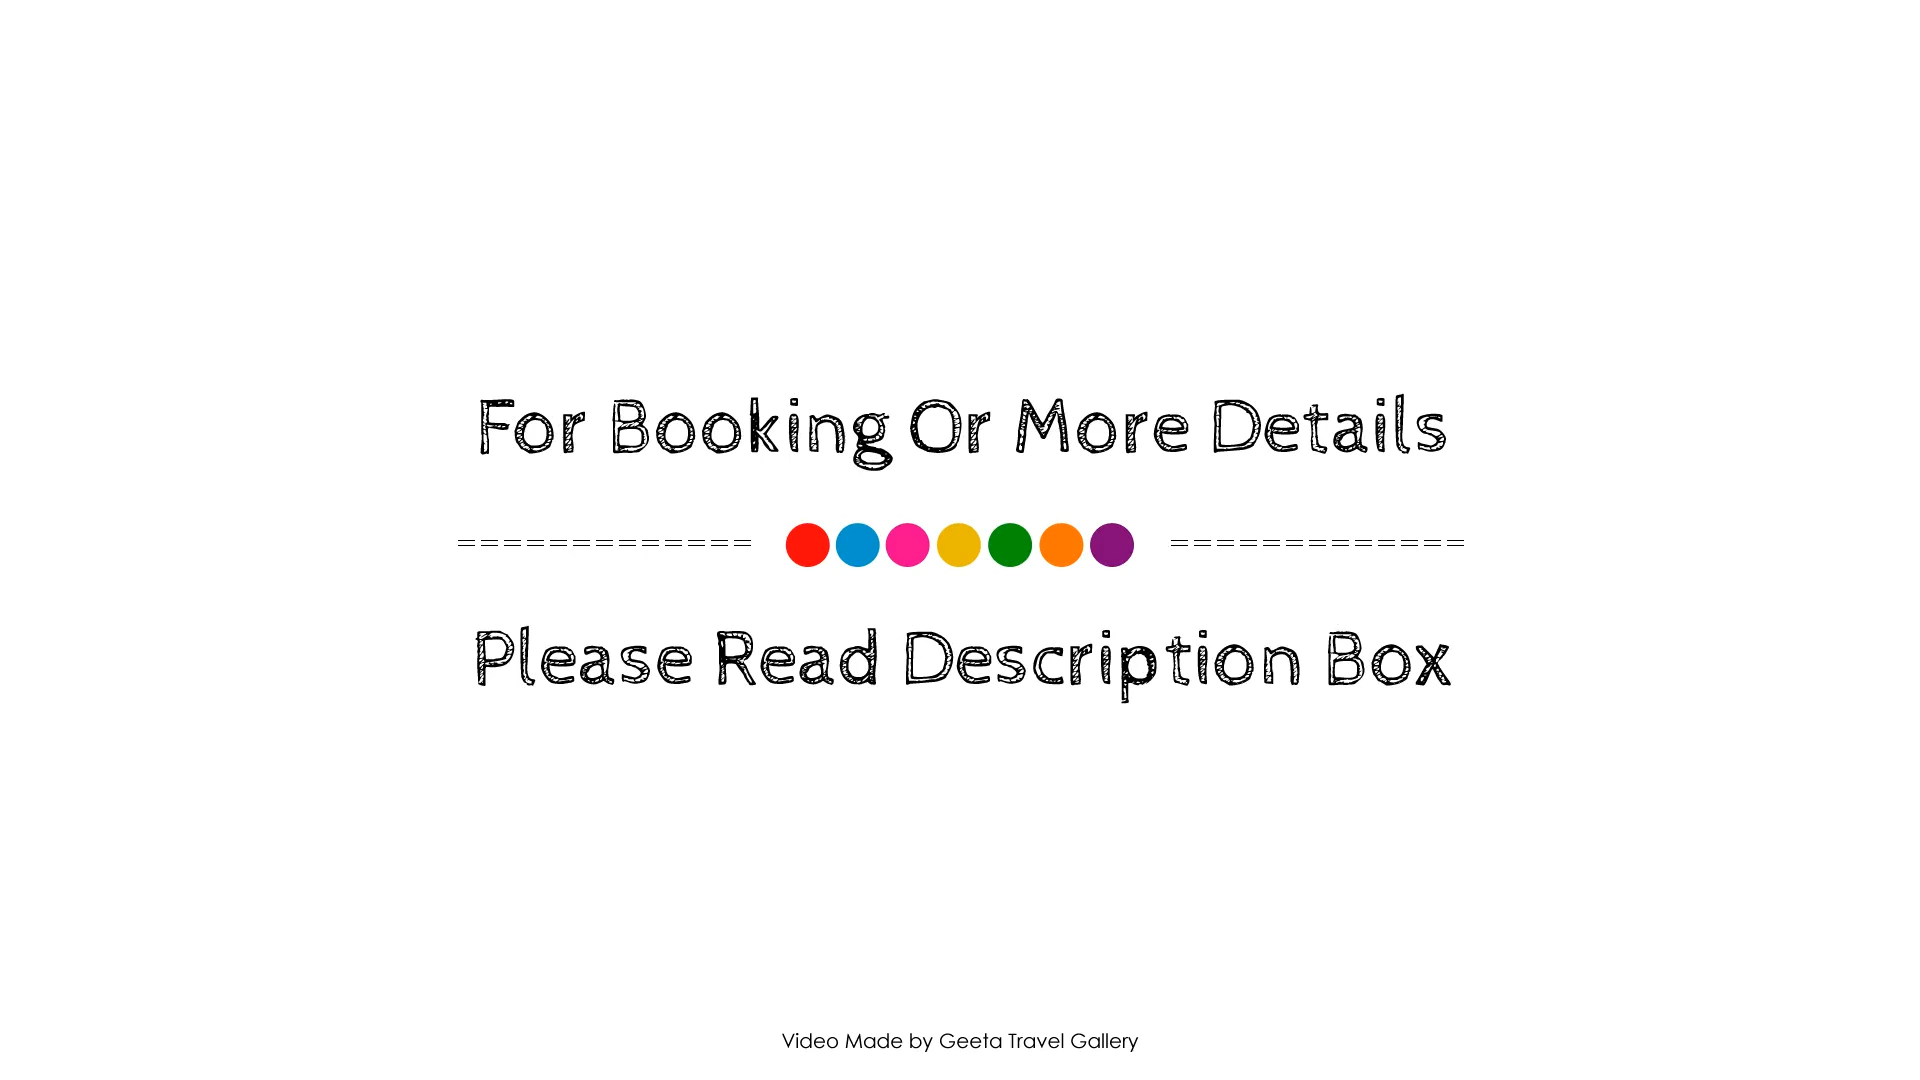 For Booking Or More Details
============= =============
Please Read Description Box
Video Made by Geeta Travel Gallery